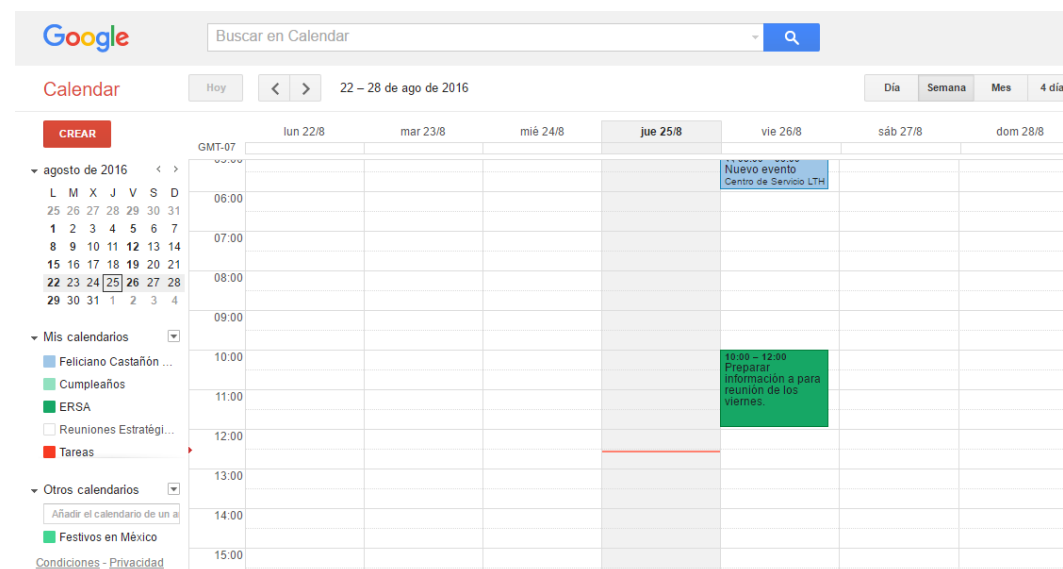 Google
Buscar en Calendar
Calendar
Hoy
22 – 28 de ago de 2016
Día Semana Mes 4 día
CREAR
lun 22/8 mar 23/8 mié 24/8 jue 25/8 vie 26/8 sáb 27/8 dom 28/8
GMT-07
agosto de 2016
L M X J V S D
25 26 27 28 29 30 31
1 2 3 4 5 6 7
8 9 10 11 12 13 14
15 16 17 18 19 20 21
22 23 24 25 26 27 28
29 30 31 1 2 3 4
Mis calendarios
Feliciano Castañón ...
Cumpleaños
ERSA
Reuniones Estratégi...
Tareas
Otros calendarios
Añadir el calendario de un a
Festivos en México
Condiciones - Privacidad
06:00
07:00
08:00
09:00
10:00
11:00
12:00
13:00
14:00
15:00
Nuevo evento
Centro de Servicio LTH
10:00 – 12:00
Preparar
información a para
reunión de los
viernes.